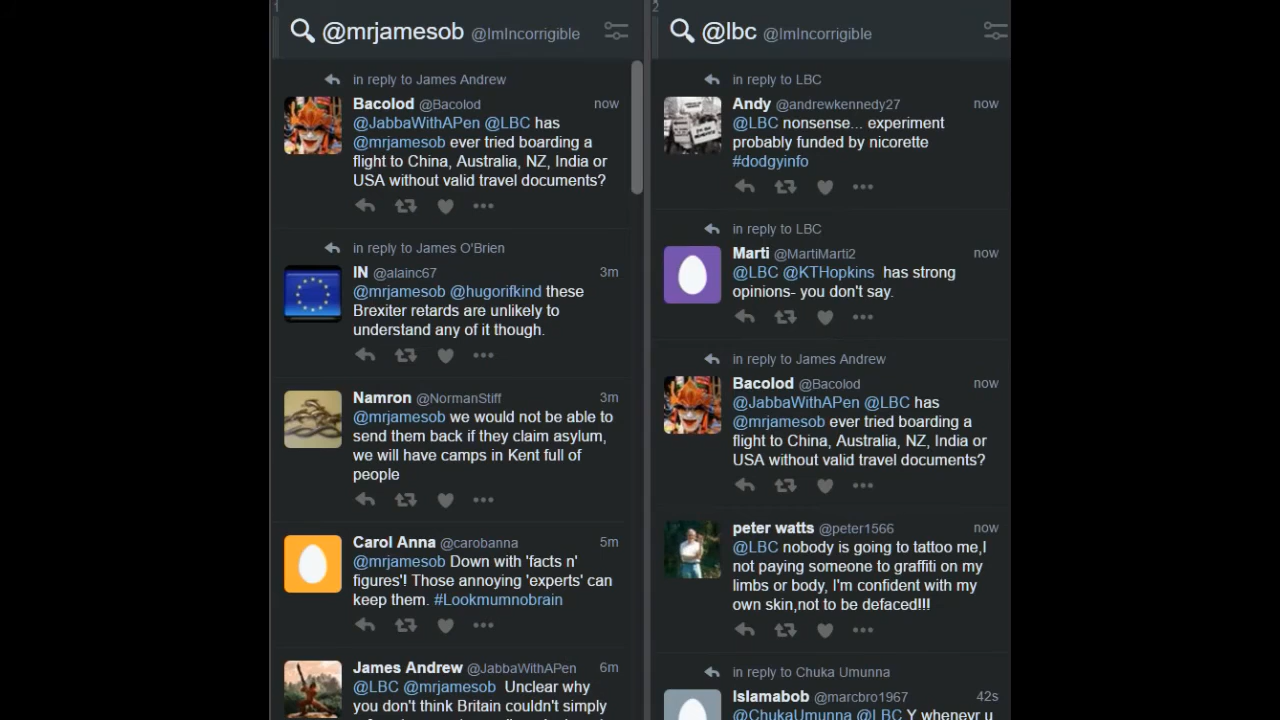 1
@mrjamesob @ImIncorrigible
in reply to James Andrew
Bacolod @Bacolod now
@JabbaWithAPen @LBC has
@mrjamesob ever tried boarding a
flight to China, Australia, NZ, India or
USA without valid travel documents?
in reply to James O'Brien
IN @alainc67 3m
@mrjamesob @hugorifkind these
Brexiter retards are unlikely to
understand any of it though.
Namron @NormanStiff 3m
@mrjamesob we would not be able to
send them back if they claim asylum,
we will have camps in Kent full of
people
Carol Anna @carobanna 5m
@mrjamesob Down with 'facts n'
figures'! Those annoying 'experts' can
keep them. #Lookmumnobrain
James Andrew @JabbaWithAPen 6m
@LBC @mrjamesob Unclear why
you don't think Britain couldn't simply
2
@lbc @ImIncorrigible
in reply to LBC
Andy @andrewkennedy27 now
@LBC nonsense... experiment
probably funded by nicorette
#dodgyinfo
in reply to LBC
Marti @MartiMarti2 now
@LBC @KTHopkins has strong
opinions- you don't say.
in reply to James Andrew
Bacolod @Bacolod now
@JabbaWithAPen @LBC has
@mrjamesob ever tried boarding a
flight to China, Australia, NZ, India or
USA without valid travel documents?
peter watts @peter1566 now
@LBC nobody is going to tattoo me,I
not paying someone to graffiti on my
limbs or body, I'm confident with my
own skin,not to be defaced!!!
in reply to Chuka Umunna
Islamabob @marcbro1967 42s
@ChukaUmunna @LBC Y whenevr u